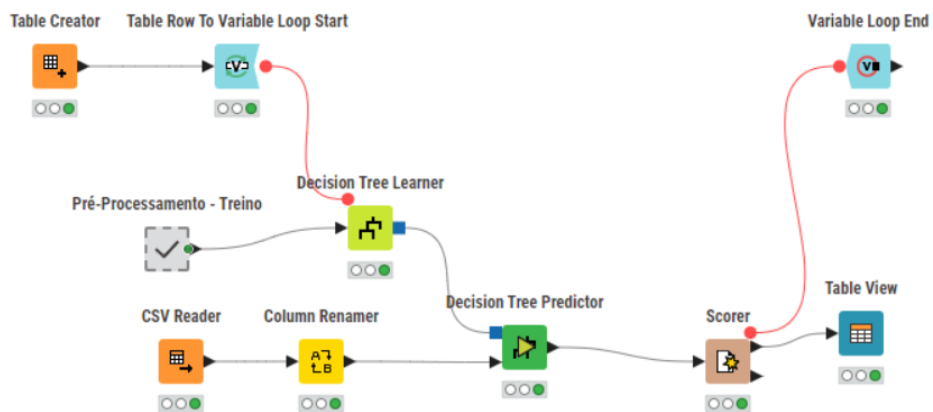 Table Creator
Table Row To Variable Loop Start
Variable Loop End
Decision Tree Learner
Pré-Processamento - Treino
CSV Reader
Column Renamer
Decision Tree Predictor
Scorer
Table View